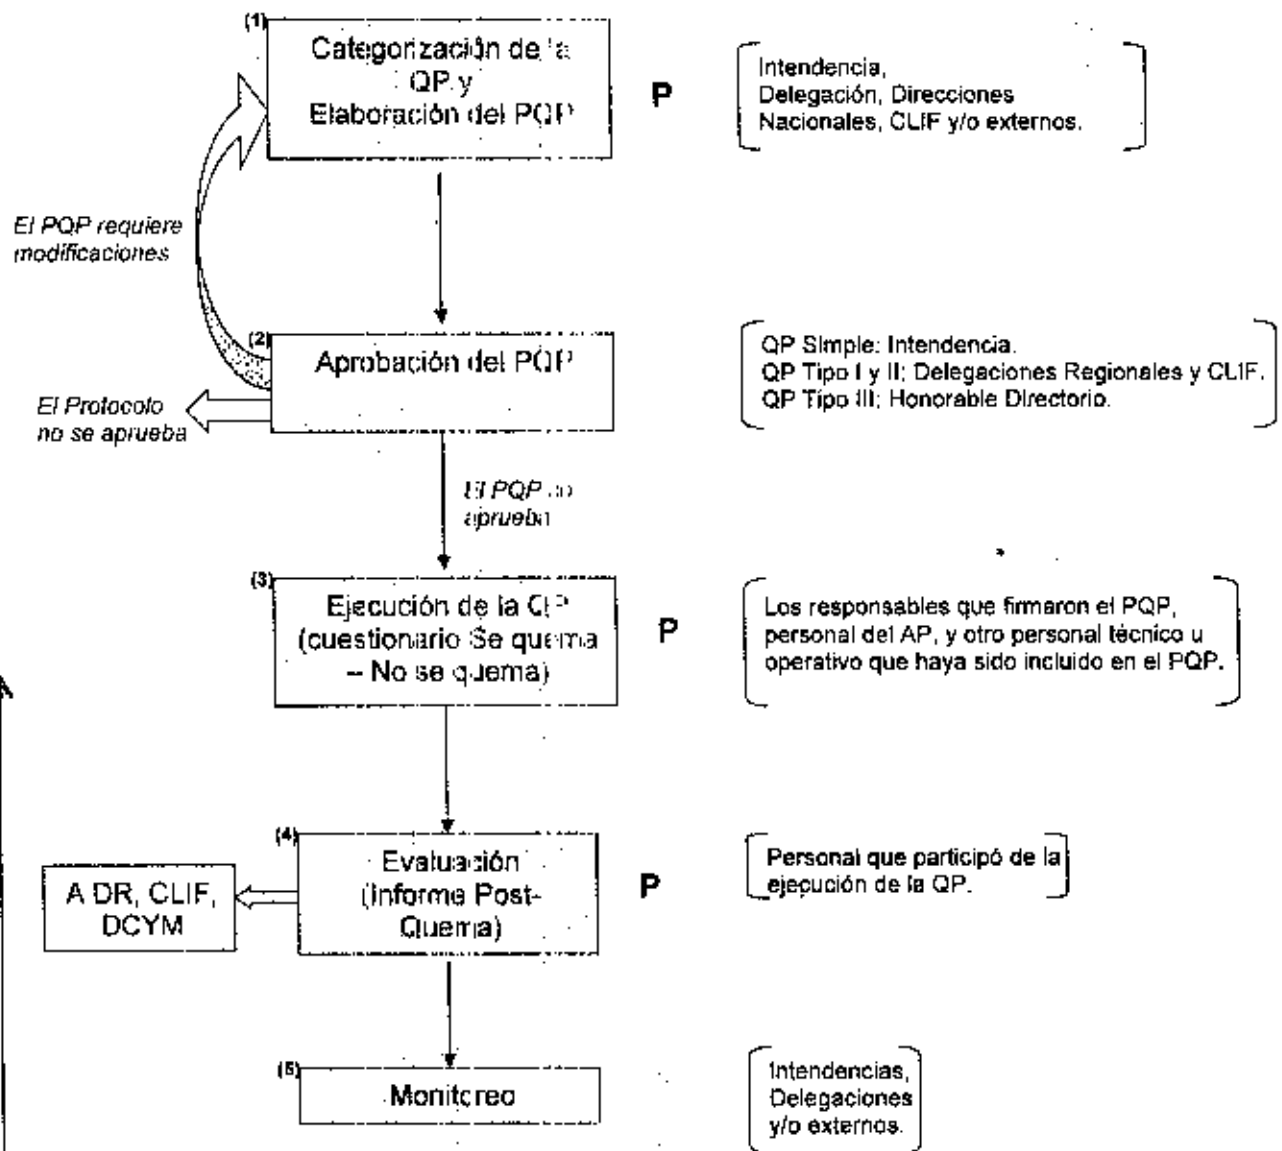 (1)
Categorización de la
QP y
Elaboración del PQP
P
Intendencia,
Delegación, Direcciones
Nacionales, CLIF y/o externos.
El PQP requiere
modificaciones
(2)
Aprobación del PQP
QP Simple: Intendencia.
QP Tipo I y II: Delegaciones Regionales y CLIF.
QP Tipo III: Honorable Directorio.
El Protocolo
no se aprueba
El PQP
aprueba
(3)
Ejecución de la QP
(cuestionario Se quema
– No se quema)
P
Los responsables que firmaron el PQP,
personal del AP, y otro personal técnico u
operativo que haya sido incluido en el PQP.
(4)
Evaluación
(Informe Post-
Quema)
A DR, CLIF,
DCYM
P
Personal que participó de la
ejecución de la QP.
(5)
Monitoreo
Intendencias,
Delegaciones
y/o externos.